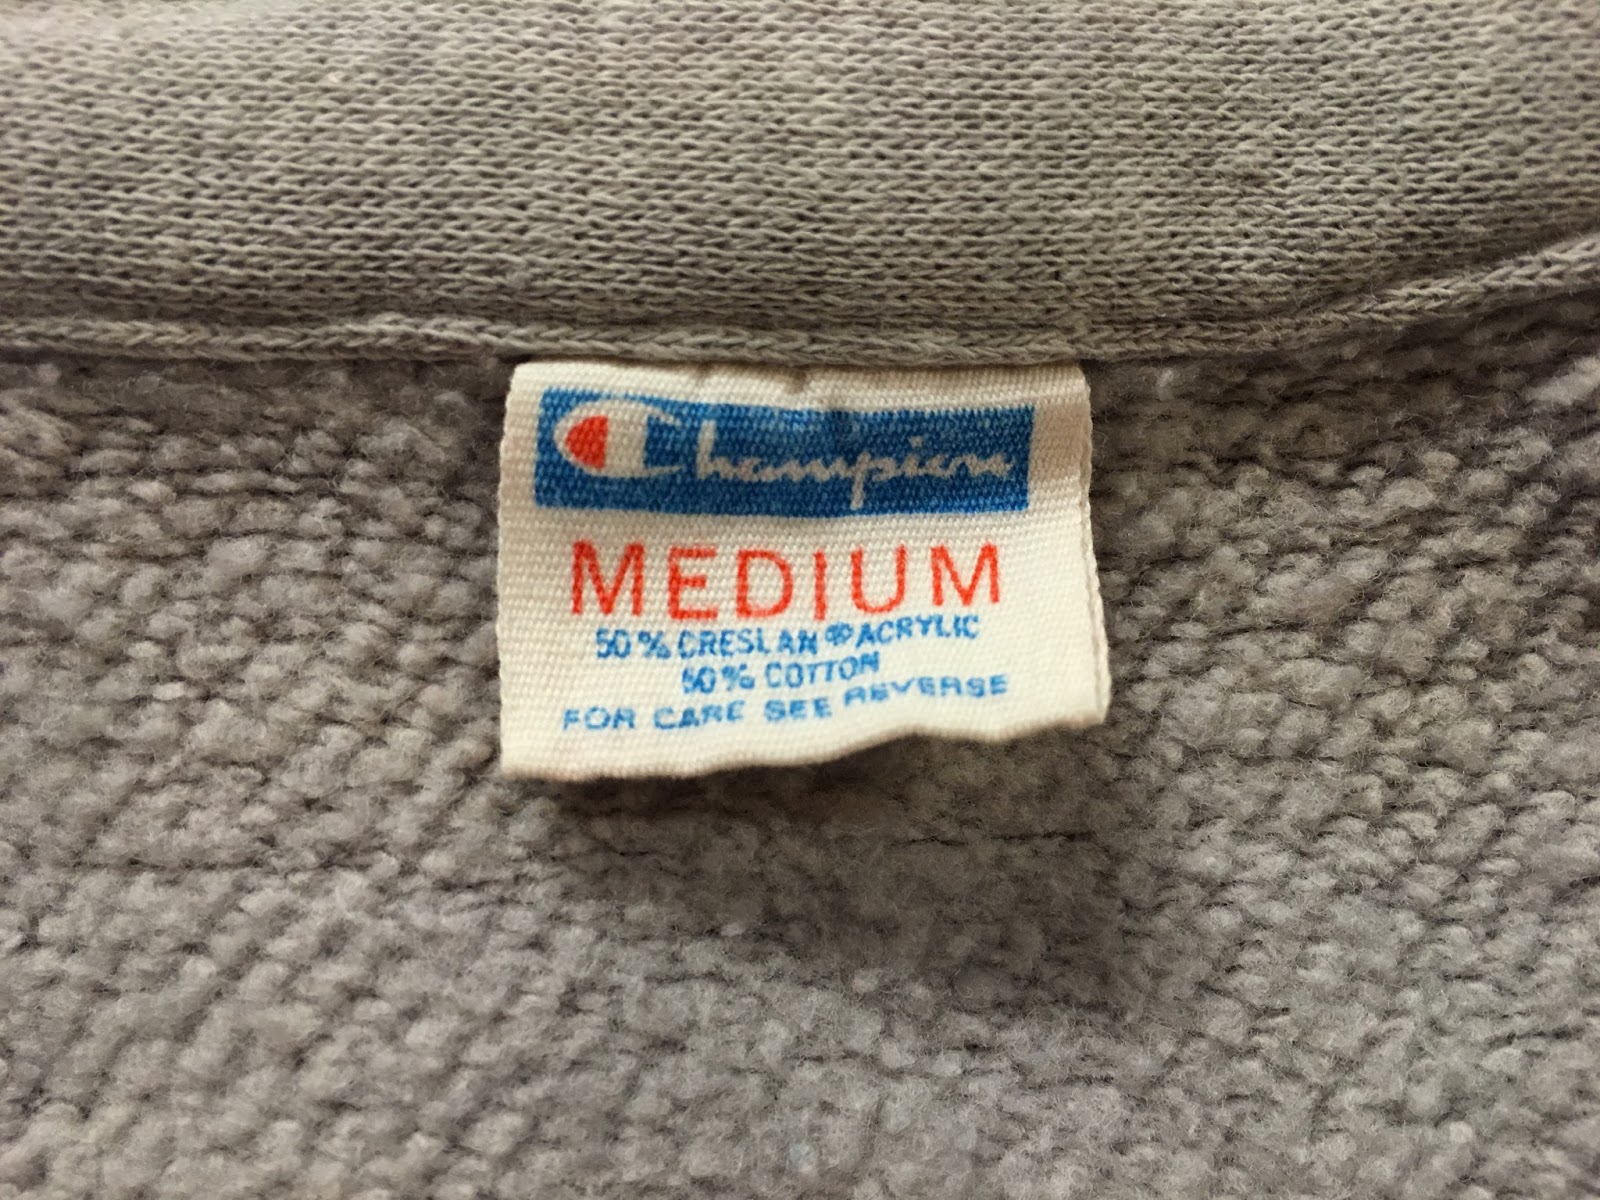 Champion
MEDIUM
50% CRESLAN® ACRYLIC
50% COTTON
FOR CARE SEE REVERSE